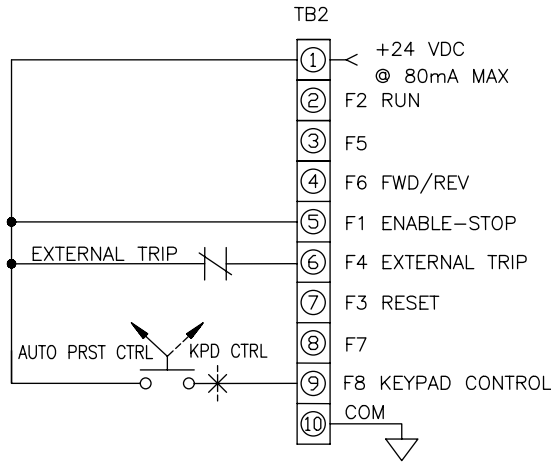 TB2
1
+24 VDC
@ 80mA MAX
2 F2 RUN
3 F5
4 F6 FWD/REV
5 F1 ENABLE-STOP
EXTERNAL TRIP
6 F4 EXTERNAL TRIP
7 F3 RESET
8 F7
AUTO PRST CTRL
KPD CTRL
9 F8 KEYPAD CONTROL
10 COM